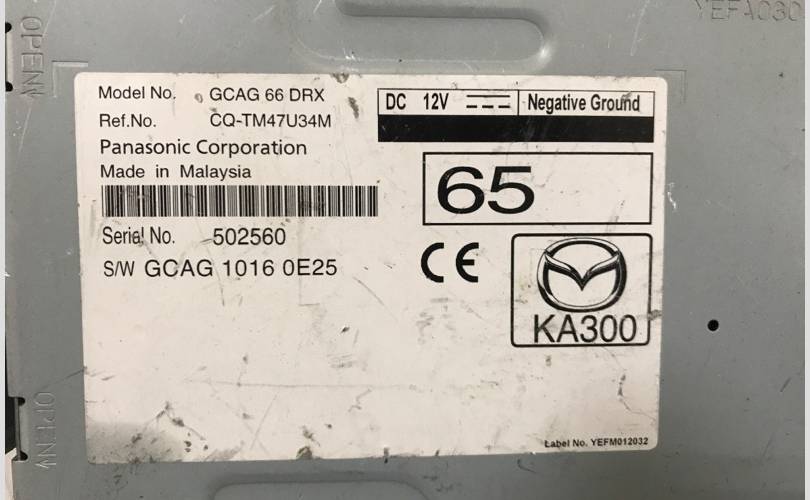 YEFA030
OPEN
Model No. GCAG 66 DRX
Ref.No. CQ-TM47U34M
Panasonic Corporation
Made in Malaysia
Serial No. 502560
S/W GCAG 1016 0E25
DC 12V Negative Ground
65
CE
KA300
Label No. YEFM012032
OPEN